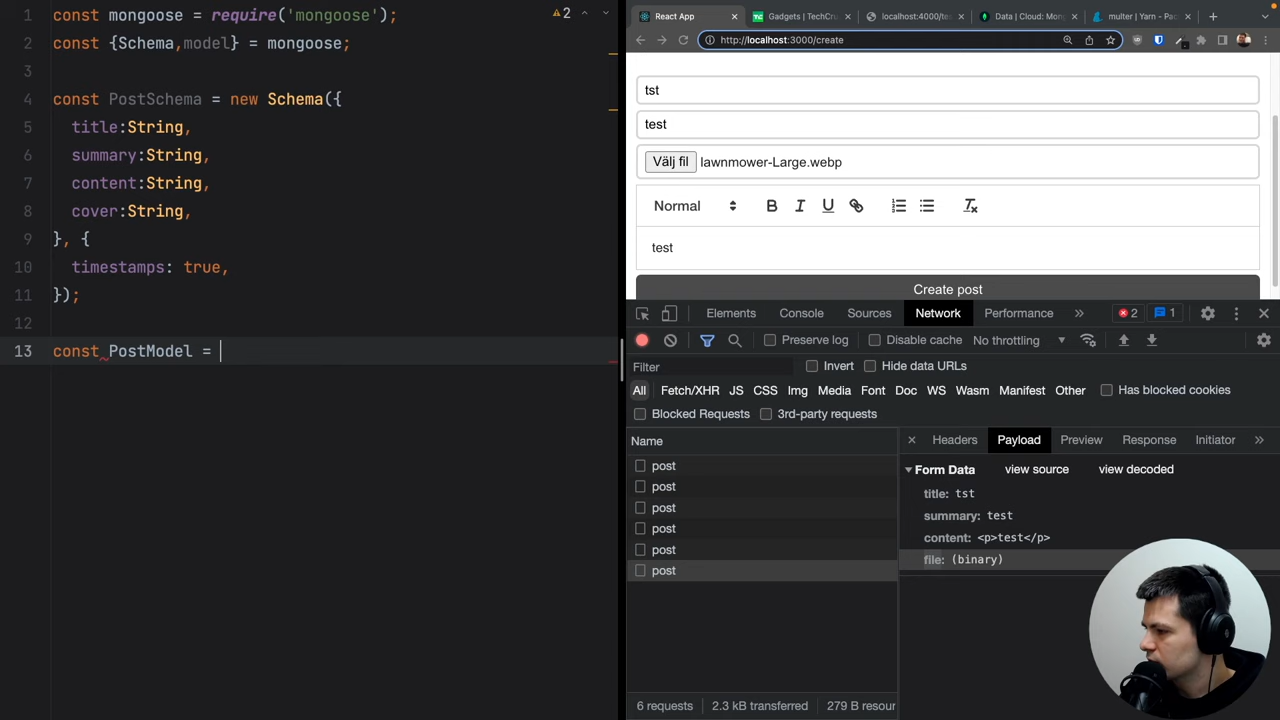 1 const mongoose = require('mongoose');
2 const {Schema,model} = mongoose;
3
4 const PostSchema = new Schema({
5 title:String,
6 summary:String,
7 content:String,
8 cover:String,
9 }, {
10 timestamps: true,
11 });
12
13 const PostModel =
2
React App
Gadgets | TechCru
localhost:4000/te
Data | Cloud: Mon
multer | Yarn - Pa
http://localhost:3000/create
tst
test
Välj fil lawnmower-Large.webp
Normal B I U
test
Create post
Elements Console Sources Network Performance 2 1
Preserve log Disable cache No throttling
Filter Invert Hide data URLs
All Fetch/XHR JS CSS Img Media Font Doc WS Wasm Manifest Other Has blocked cookies
Blocked Requests 3rd-party requests
Name
post
post
post
post
post
post
6 requests 2.3 kB transferred 279 B resour
Headers Payload Preview Response Initiator
Form Data view source view decoded
title: tst
summary: test
content: <p>test</p>
file: (binary)